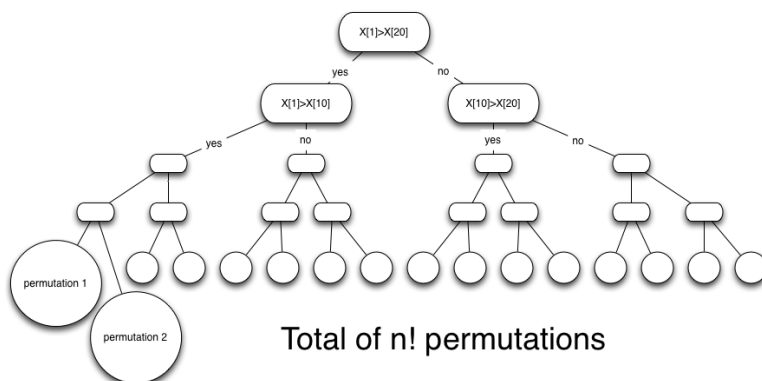 X[1]>X[20]
yes
no
X[1]>X[10]
X[10]>X[20]
yes
no
yes
no
permutation 1
permutation 2
Total of n! permutations